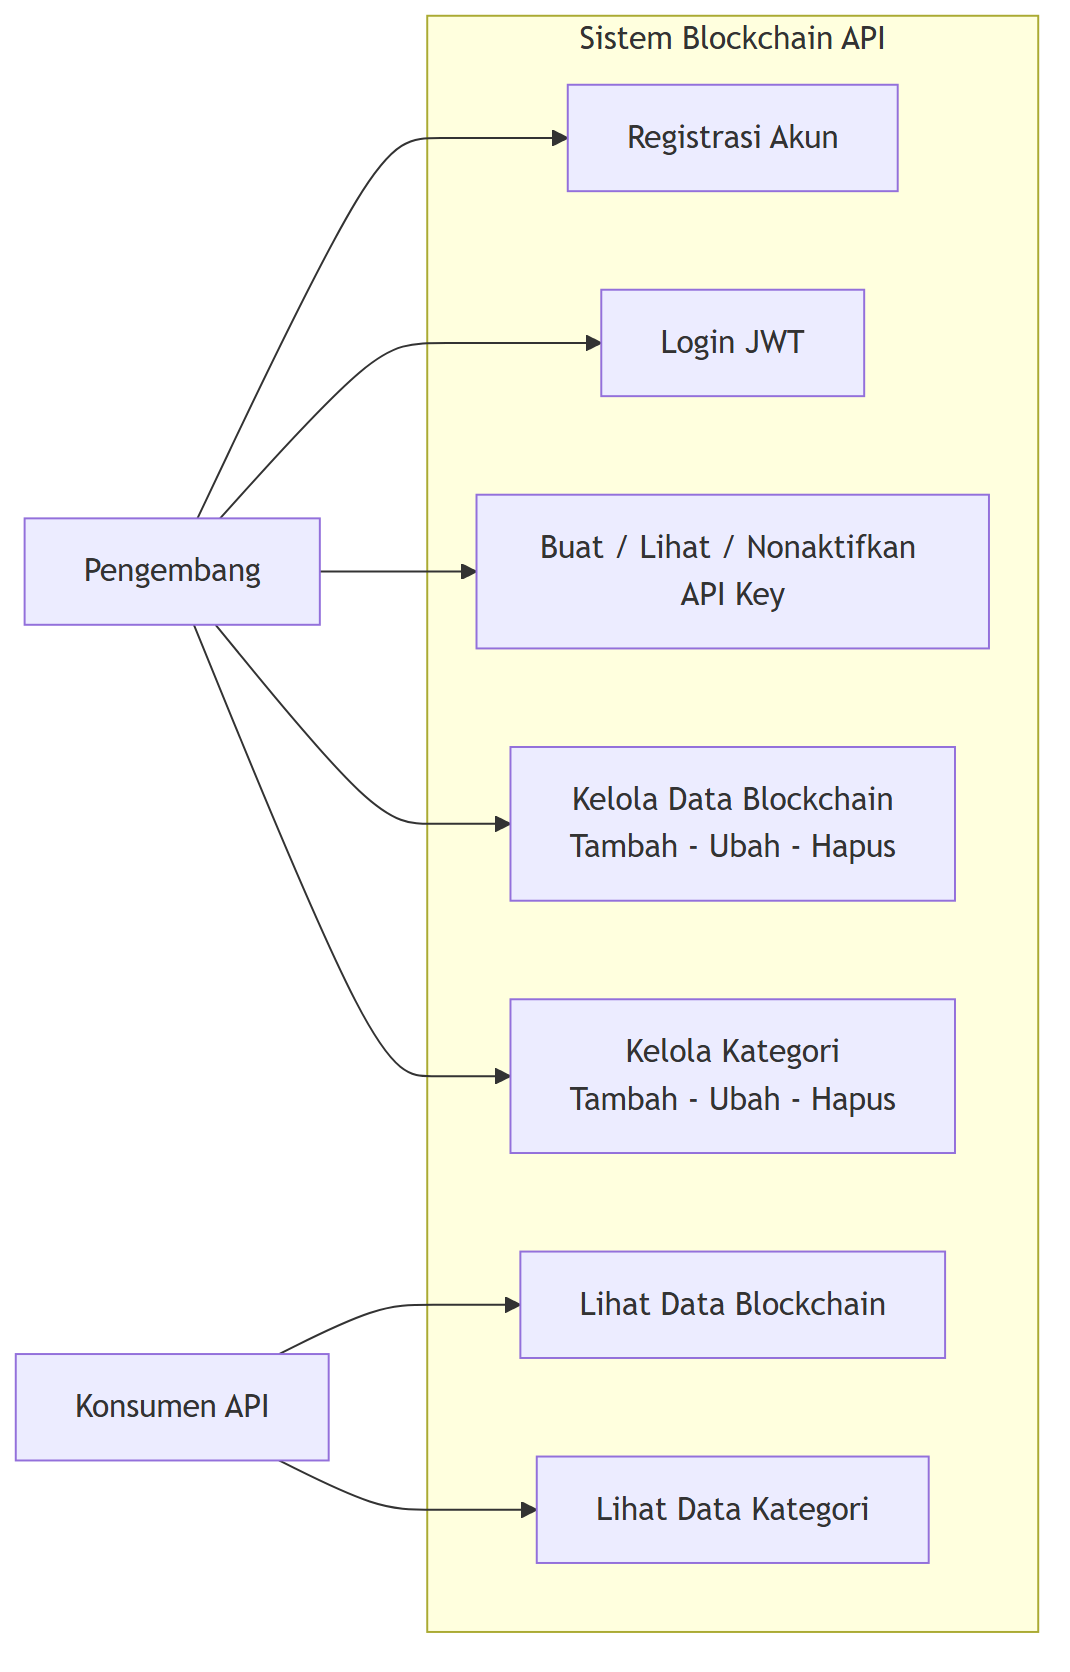 Sistem Blockchain API
Registrasi Akun
Login JWT
Buat / Lihat / Nonaktifkan
API Key
Pengembang
Kelola Data Blockchain
Tambah - Ubah - Hapus
Kelola Kategori
Tambah - Ubah - Hapus
Lihat Data Blockchain
Konsumen API
Lihat Data Kategori